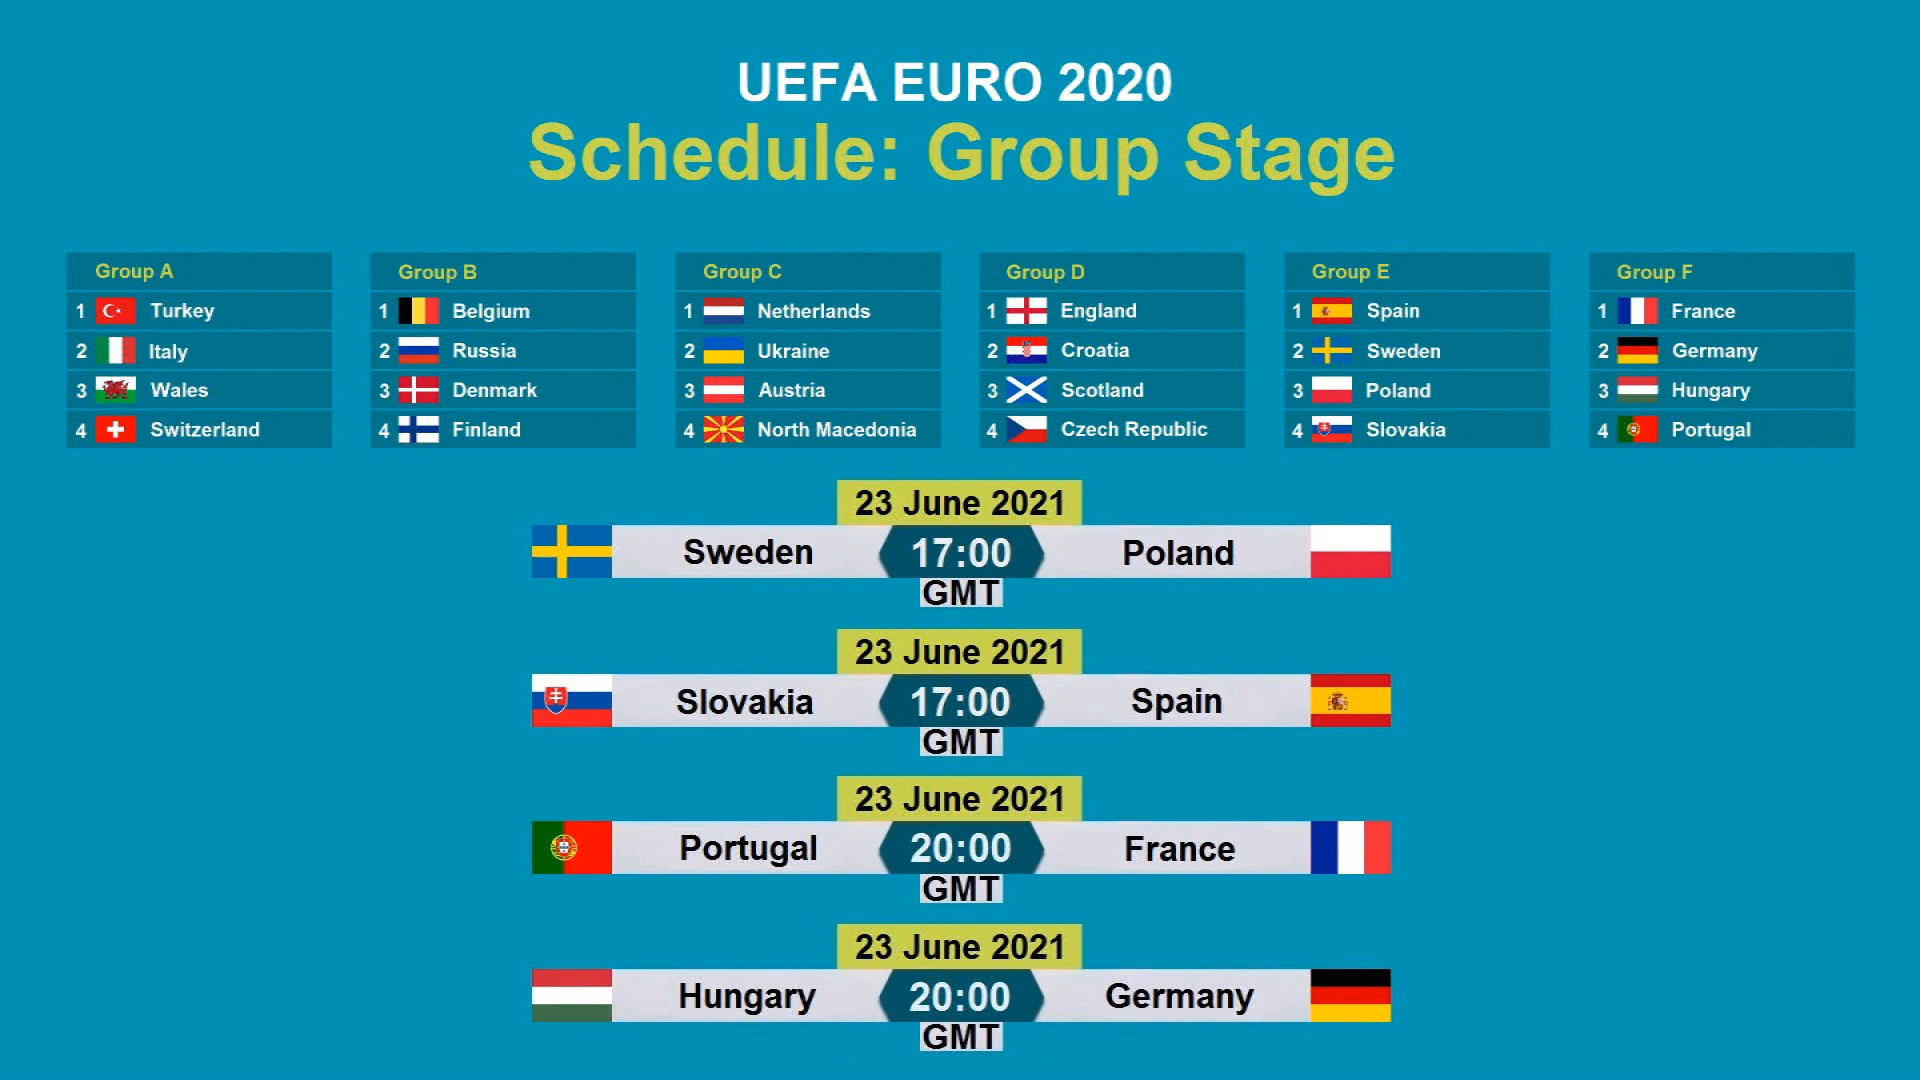 UEFA EURO 2020
Schedule: Group Stage
Group A
1 Turkey
2 Italy
3 Wales
4 Switzerland
Group B
1 Belgium
2 Russia
3 Denmark
4 Finland
Group C
1 Netherlands
2 Ukraine
3 Austria
4 North Macedonia
Group D
1 England
2 Croatia
3 Scotland
4 Czech Republic
Group E
1 Spain
2 Sweden
3 Poland
4 Slovakia
Group F
1 France
2 Germany
3 Hungary
4 Portugal
23 June 2021
Sweden 17:00 Poland
GMT
23 June 2021
Slovakia 17:00 Spain
GMT
23 June 2021
Portugal 20:00 France
GMT
23 June 2021
Hungary 20:00 Germany
GMT